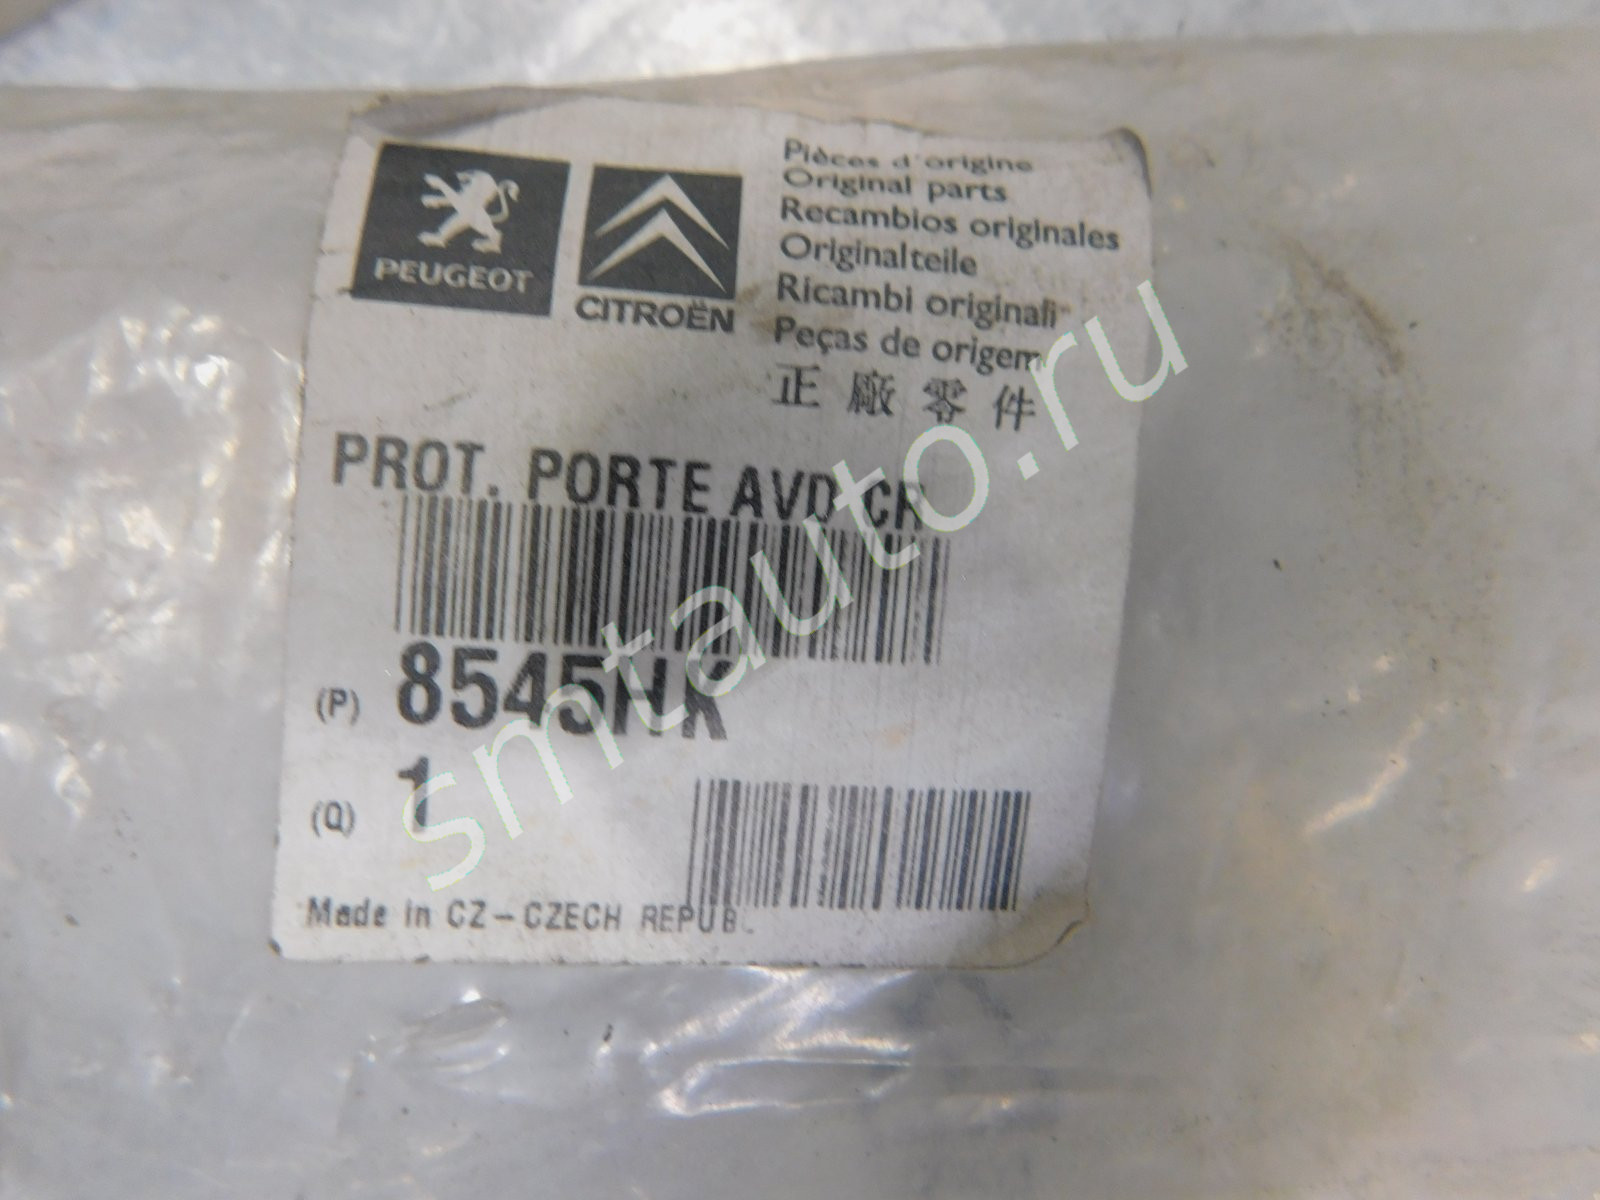 PEUGEOT
CITROËN
Pièces d'origine
Original parts
Recambios originales
Originalteile
Ricambi originali
Peças de origem
正廠零件
PROT. PORTE AVD CR
(P) 8545HK
(Q) 1
Made in CZ-CZECH REPUB.
smtauto.ru